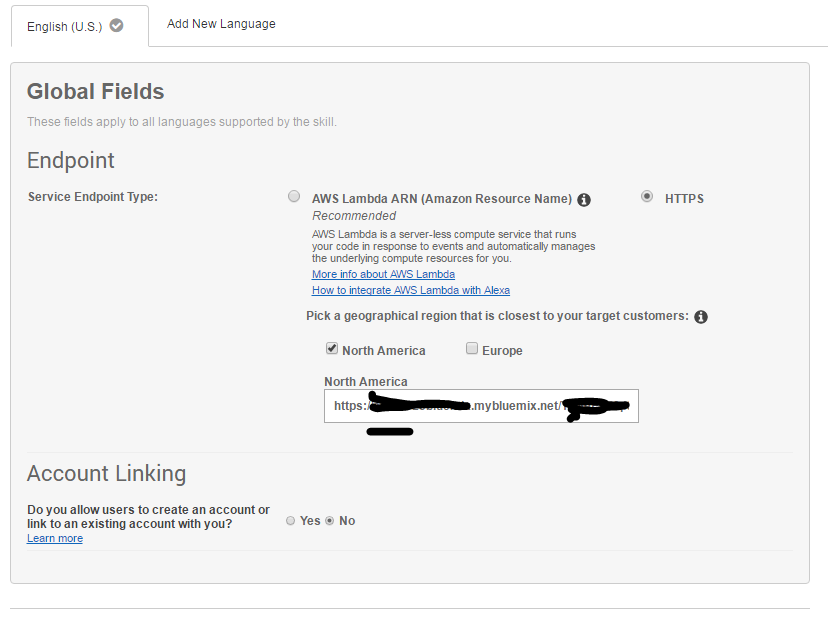 English (U.S.)
Add New Language
Global Fields
These fields apply to all languages supported by the skill.
Endpoint
Service Endpoint Type:
AWS Lambda ARN (Amazon Resource Name)
HTTPS
Recommended
AWS Lambda is a server-less compute service that runs
your code in response to events and automatically manages
the underlying compute resources for you.
More info about AWS Lambda
How to integrate AWS Lambda with Alexa
Pick a geographical region that is closest to your target customers:
North America
Europe
North America
https:/ .mybluemix.net/
Account Linking
Do you allow users to create an account or
link to an existing account with you?
Yes
No
Learn more